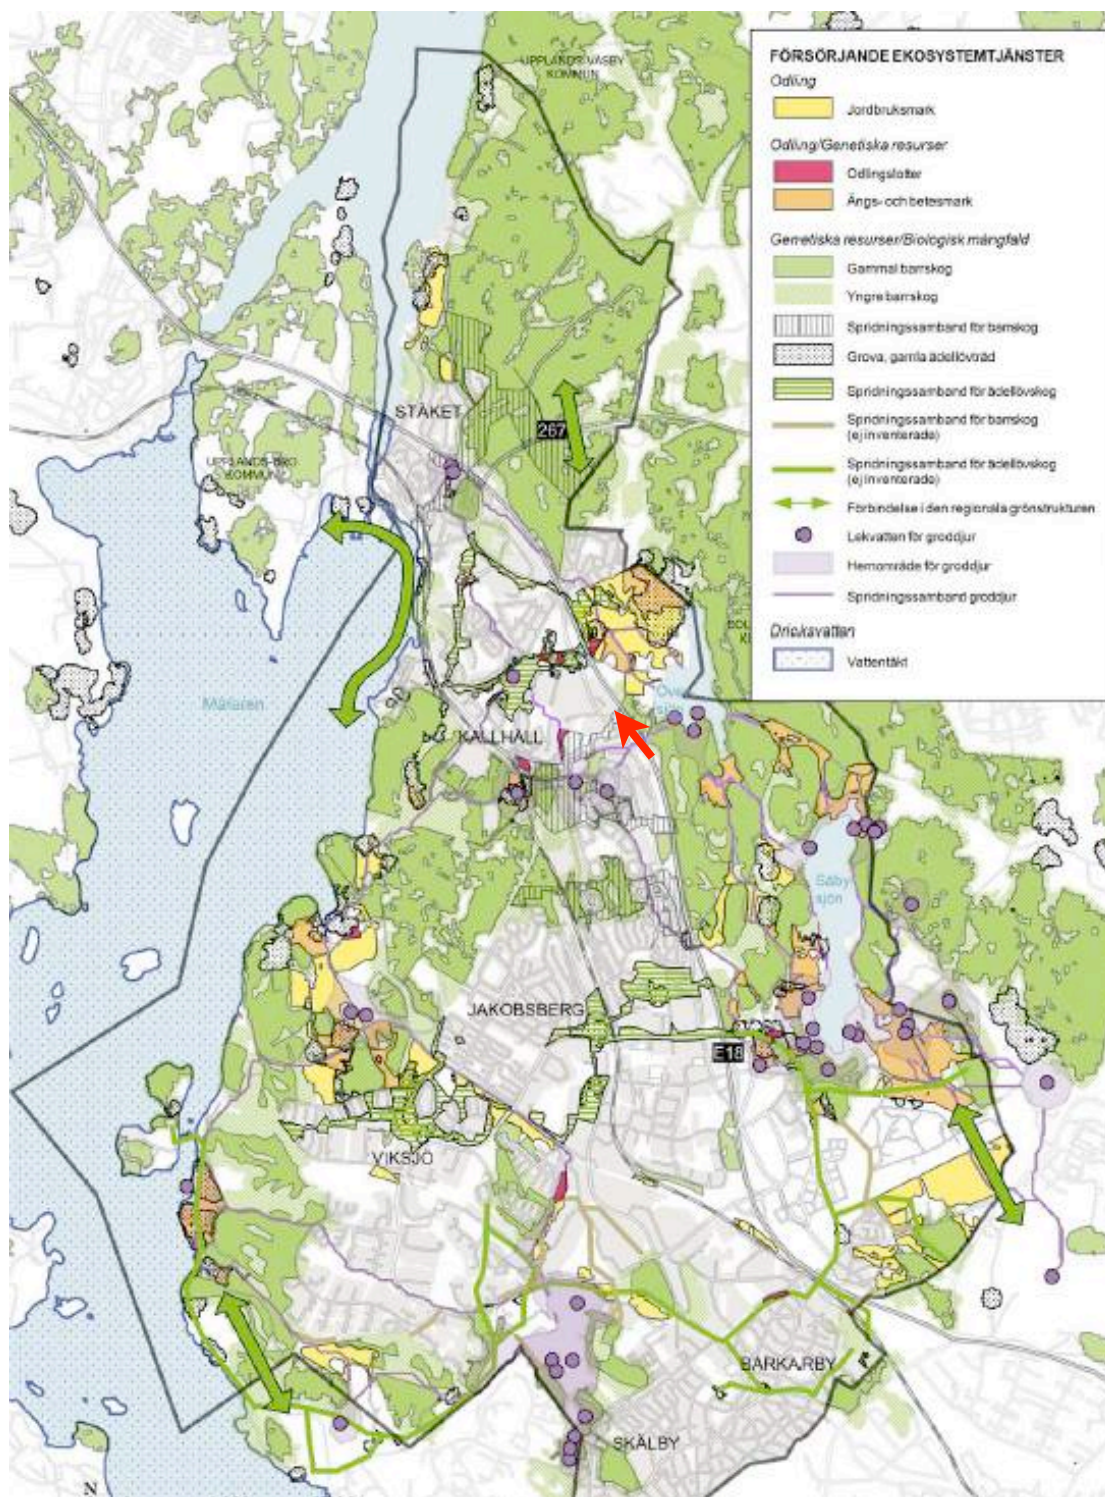 UPPLANDS VÄSBY
KOMMUN
FÖRSÖRJANDE EKOSYSTEMTJÄNSTER
Odling
Jordbruksmark
Odling/Genetiska resurser
Odlingslotter
Ängs- och betesmark
Genetiska resurser/Biologisk mångfald
Gammal barrskog
Yngre barrskog
Spridningssamband för barrskog
Grova, gamla ädellövträd
Spridningssamband för ädellövskog
Spridningssamband för barrskog
(ej inventerade)
Spridningssamband för ädellövskog
(ej inventerade)
Förbindelse i den regionala grönstrukturen
Lekvatten för groddjur
Hemområde för groddjur
Spridningssamband groddjur
Dricksvatten
Vattentäkt
STÄKET
267
UPPLANDS-BRO
KOMMUN
Mälaren
KALLHÄLL
Säby
sjön
JAKOBSBERG
E18
VIKSJÖ
BARKARBY
SKÄLBY
N